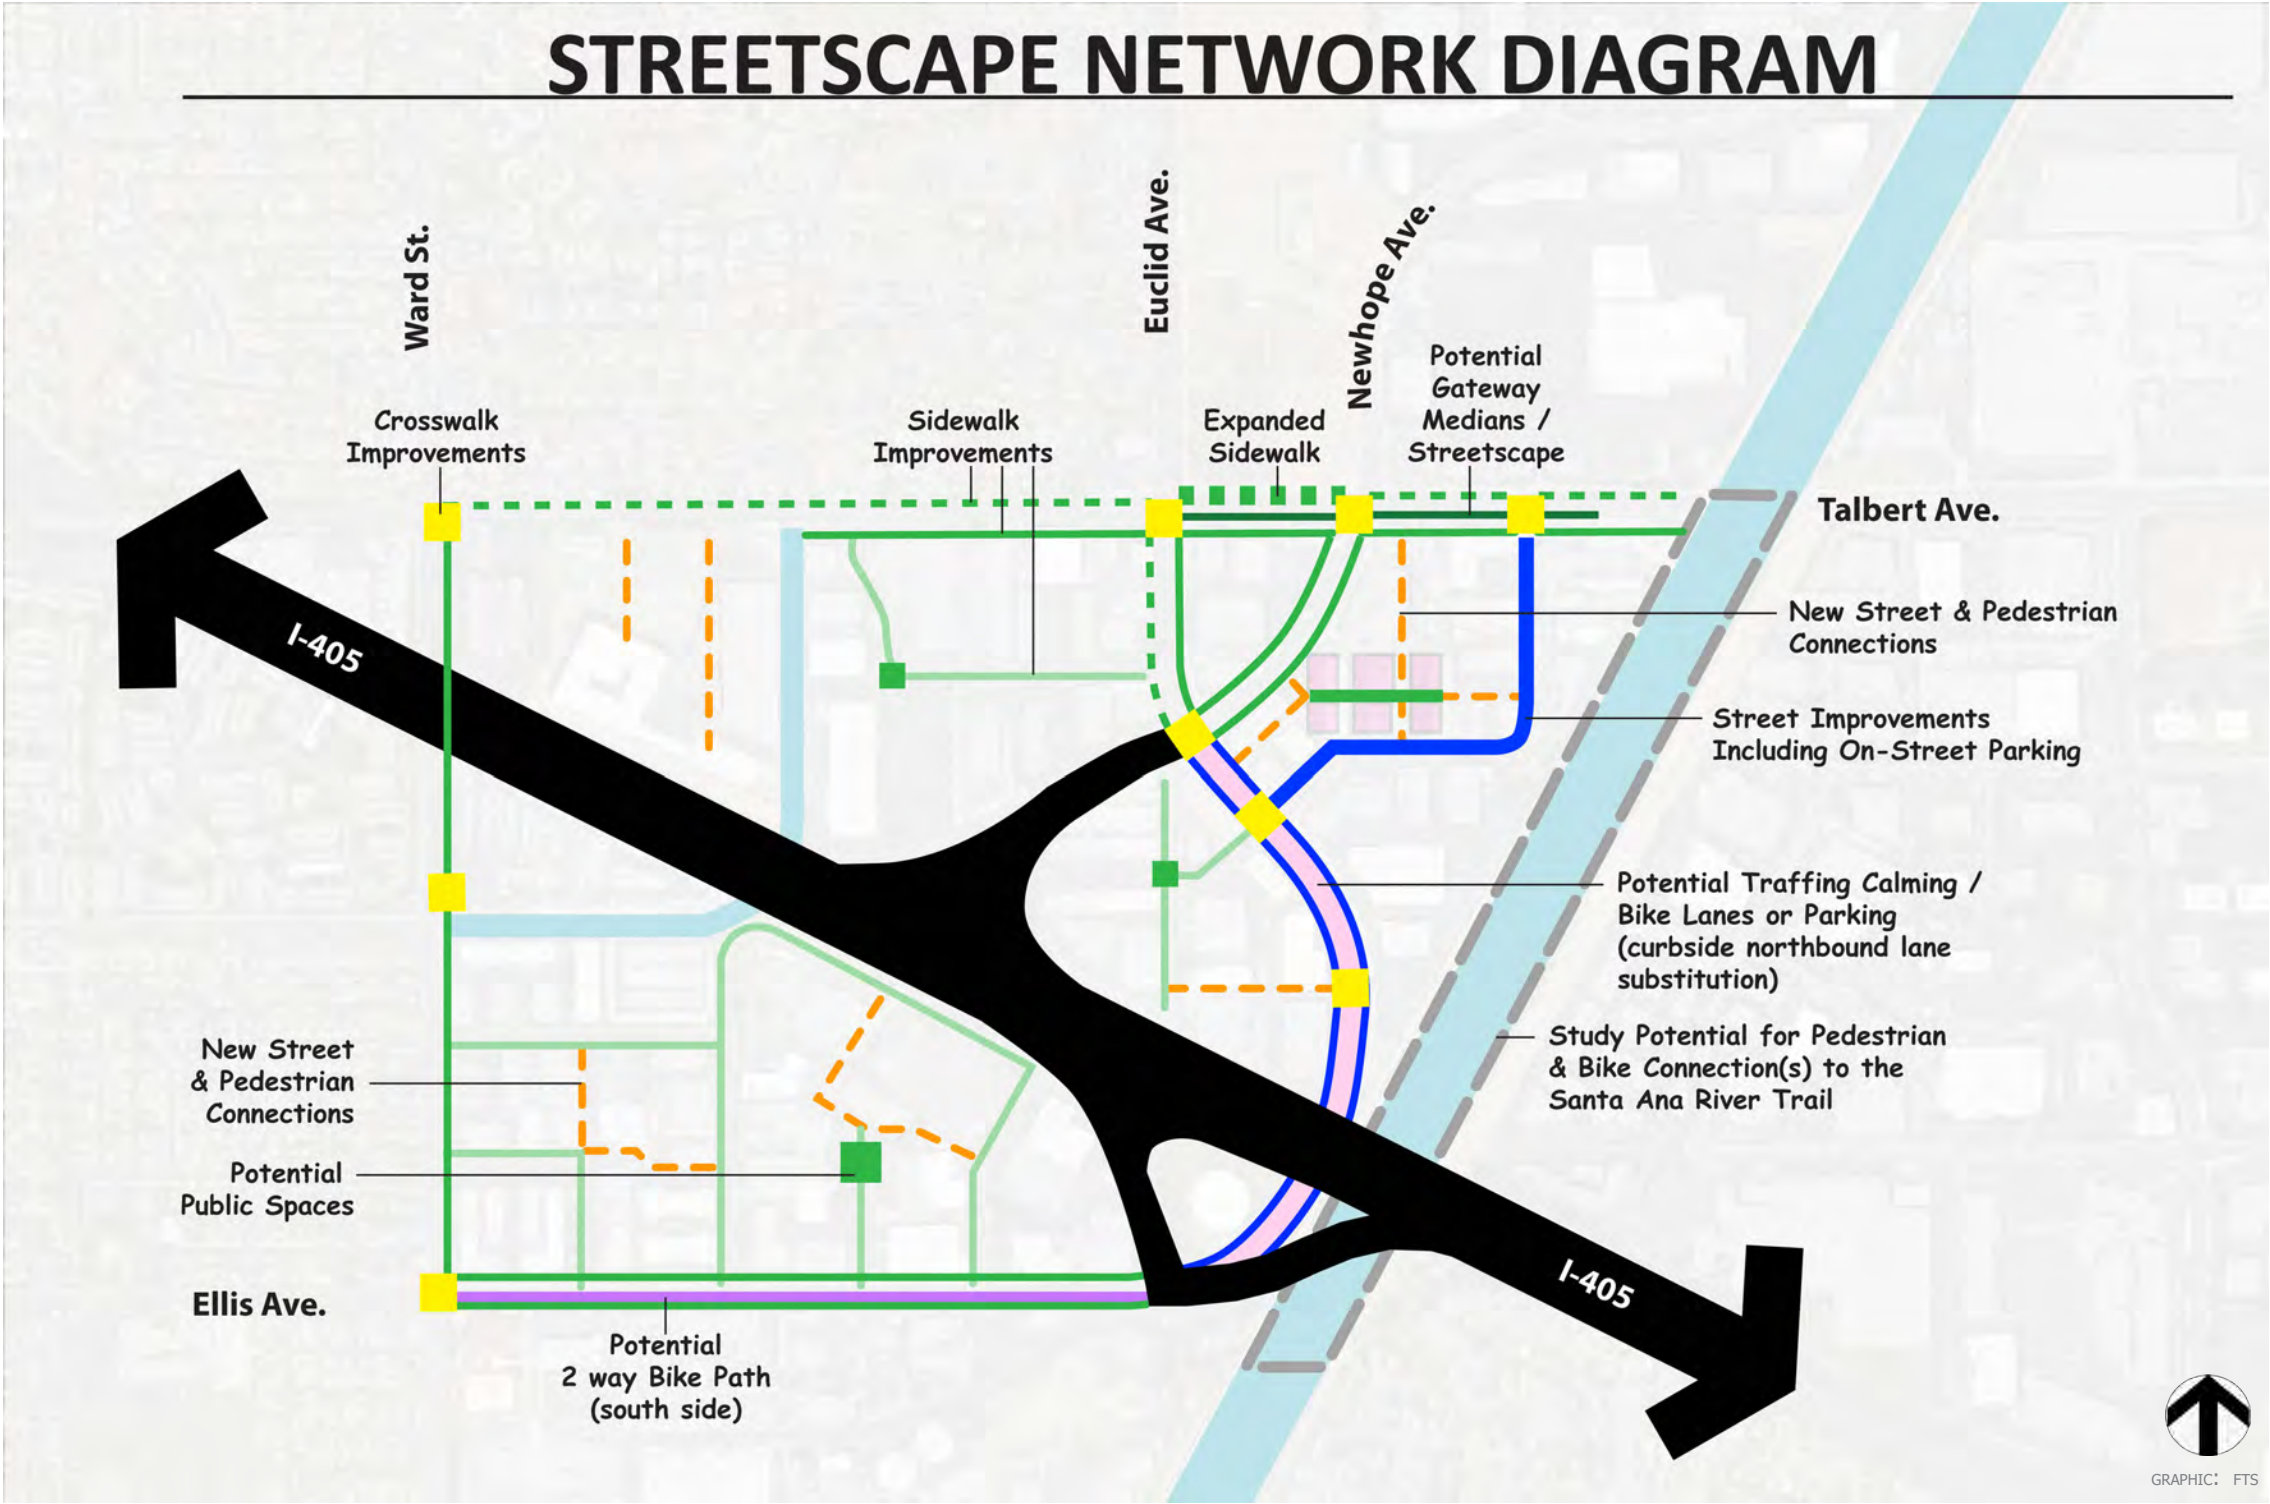 STREETSCAPE NETWORK DIAGRAM
Ward St.
Euclid Ave.
Newhope Ave.
Crosswalk
Improvements
Sidewalk
Improvements
Expanded
Sidewalk
Potential
Gateway
Medians /
Streetscape
Talbert Ave.
I-405
New Street & Pedestrian
Connections
Street Improvements
Including On-Street Parking
Potential Traffing Calming /
Bike Lanes or Parking
(curbside northbound lane
substitution)
Study Potential for Pedestrian
& Bike Connection(s) to the
Santa Ana River Trail
New Street
& Pedestrian
Connections
Potential
Public Spaces
Ellis Ave.
Potential
2 way Bike Path
(south side)
I-405
GRAPHIC: FTS